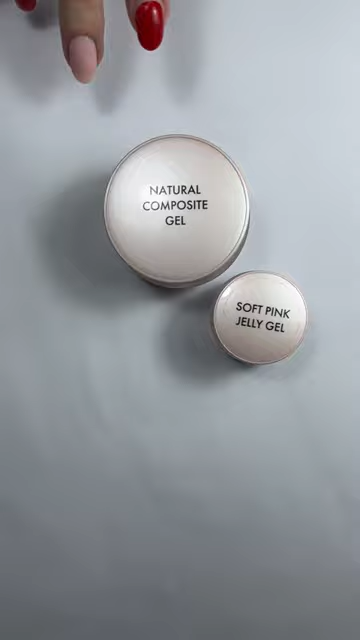 NATURAL
COMPOSITE
GEL
SOFT PINK
JELLY GEL